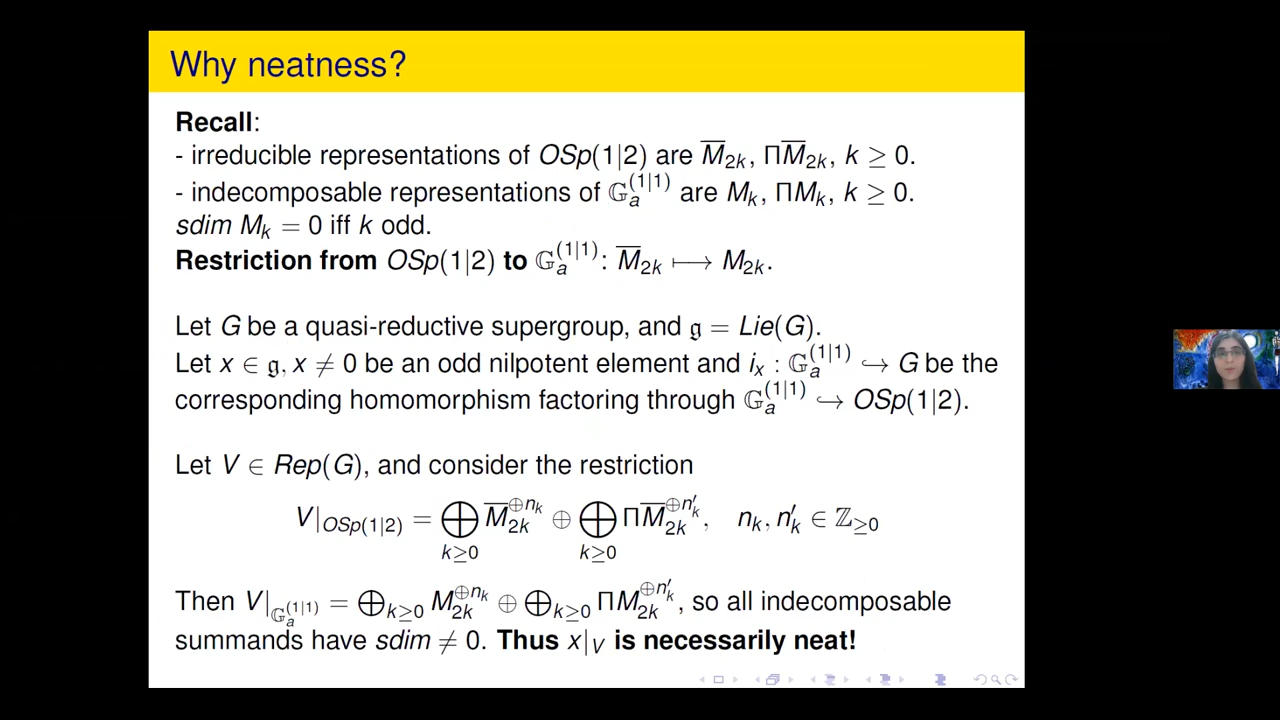 Why neatness?
Recall:
- irreducible representations of OSp(1|2) are M̅₂ₖ, ΠM̅₂ₖ, k ≥ 0.
- indecomposable representations of 𝔾ₐ^(1|1) are Mₖ, ΠMₖ, k ≥ 0.
sdim Mₖ = 0 iff k odd.
Restriction from OSp(1|2) to 𝔾ₐ^(1|1): M̅₂ₖ ⟼ M₂ₖ.
Let G be a quasi-reductive supergroup, and 𝔤 = Lie(G).
Let x ∈ 𝔤, x ≠ 0 be an odd nilpotent element and iₓ : 𝔾ₐ^(1|1) ↪ G be the
corresponding homomorphism factoring through 𝔾ₐ^(1|1) ↪ OSp(1|2).
Let V ∈ Rep(G), and consider the restriction
V|_OSp(1|2) = ⨁_{k≥0} M̅₂ₖ^{⊕nₖ} ⊕ ⨁_{k≥0} ΠM̅₂ₖ^{⊕n′ₖ}, nₖ, n′ₖ ∈ ℤ_≥0
Then V|_{𝔾ₐ^(1|1)} = ⨁_{k≥0} M₂ₖ^{⊕nₖ} ⊕ ⨁_{k≥0} ΠM₂ₖ^{⊕n′ₖ}, so all indecomposable
summands have sdim ≠ 0. Thus x|_V is necessarily neat!